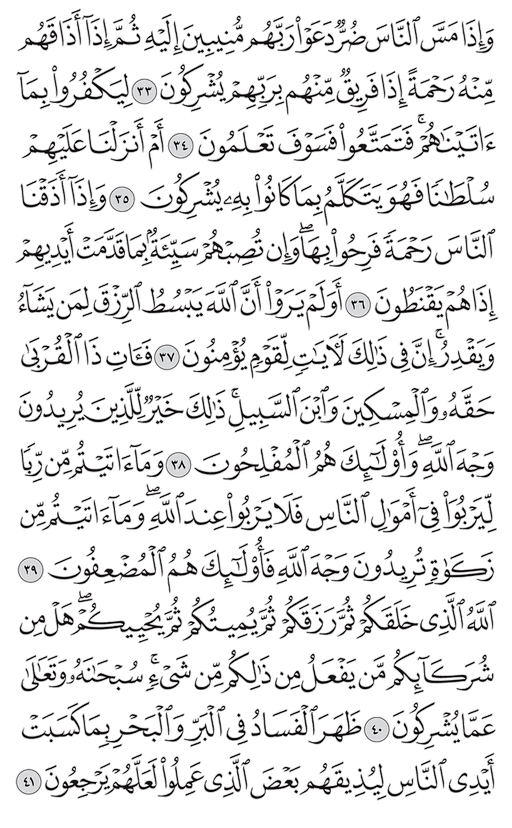 وَإِذَا مَسَّ ٱلنَّاسَ ضُرٌّ دَعَوْا۟ رَبَّهُم مُّنِيبِينَ إِلَيْهِ ثُمَّ إِذَآ أَذَاقَهُم
مِّنْهُ رَحْمَةً إِذَا فَرِيقٌ مِّنْهُم بِرَبِّهِمْ يُشْرِكُونَ ٣٣ لِيَكْفُرُوا۟ بِمَآ
ءَاتَيْنَٰهُمْ ۚ فَتَمَتَّعُوا۟ فَسَوْفَ تَعْلَمُونَ ٣٤ أَمْ أَنزَلْنَا عَلَيْهِمْ
سُلْطَٰنًا فَهُوَ يَتَكَلَّمُ بِمَا كَانُوا۟ بِهِۦ يُشْرِكُونَ ٣٥ وَإِذَآ أَذَقْنَا
ٱلنَّاسَ رَحْمَةً فَرِحُوا۟ بِهَا ۖ وَإِن تُصِبْهُمْ سَيِّئَةٌۢ بِمَا قَدَّمَتْ أَيْدِيهِمْ
إِذَا هُمْ يَقْنَطُونَ ٣٦ أَوَلَمْ يَرَوْا۟ أَنَّ ٱللَّهَ يَبْسُطُ ٱلرِّزْقَ لِمَن يَشَآءُ
وَيَقْدِرُ ۚ إِنَّ فِى ذَٰلِكَ لَءَايَٰتٍ لِّقَوْمٍ يُؤْمِنُونَ ٣٧ فَـَٔاتِ ذَا ٱلْقُرْبَىٰ
حَقَّهُۥ وَٱلْمِسْكِينَ وَٱبْنَ ٱلسَّبِيلِ ۚ ذَٰلِكَ خَيْرٌ لِّلَّذِينَ يُرِيدُونَ
وَجْهَ ٱللَّهِ ۖ وَأُو۟لَٰٓئِكَ هُمُ ٱلْمُفْلِحُونَ ٣٨ وَمَآ ءَاتَيْتُم مِّن رِّبًا
لِّيَرْبُوَا۟ فِىٓ أَمْوَٰلِ ٱلنَّاسِ فَلَا يَرْبُوا۟ عِندَ ٱللَّهِ ۖ وَمَآ ءَاتَيْتُم مِّن
زَكَوٰةٍ تُرِيدُونَ وَجْهَ ٱللَّهِ فَأُو۟لَٰٓئِكَ هُمُ ٱلْمُضْعِفُونَ ٣٩
ٱللَّهُ ٱلَّذِى خَلَقَكُمْ ثُمَّ رَزَقَكُمْ ثُمَّ يُمِيتُكُمْ ثُمَّ يُحْيِيكُمْ ۖ هَلْ مِن
شُرَكَآئِكُم مَّن يَفْعَلُ مِن ذَٰلِكُم مِّن شَىْءٍ ۚ سُبْحَٰنَهُۥ وَتَعَٰلَىٰ
عَمَّا يُشْرِكُونَ ٤٠ ظَهَرَ ٱلْفَسَادُ فِى ٱلْبَرِّ وَٱلْبَحْرِ بِمَا كَسَبَتْ
أَيْدِى ٱلنَّاسِ لِيُذِيقَهُم بَعْضَ ٱلَّذِى عَمِلُوا۟ لَعَلَّهُمْ يَرْجِعُونَ ٤١